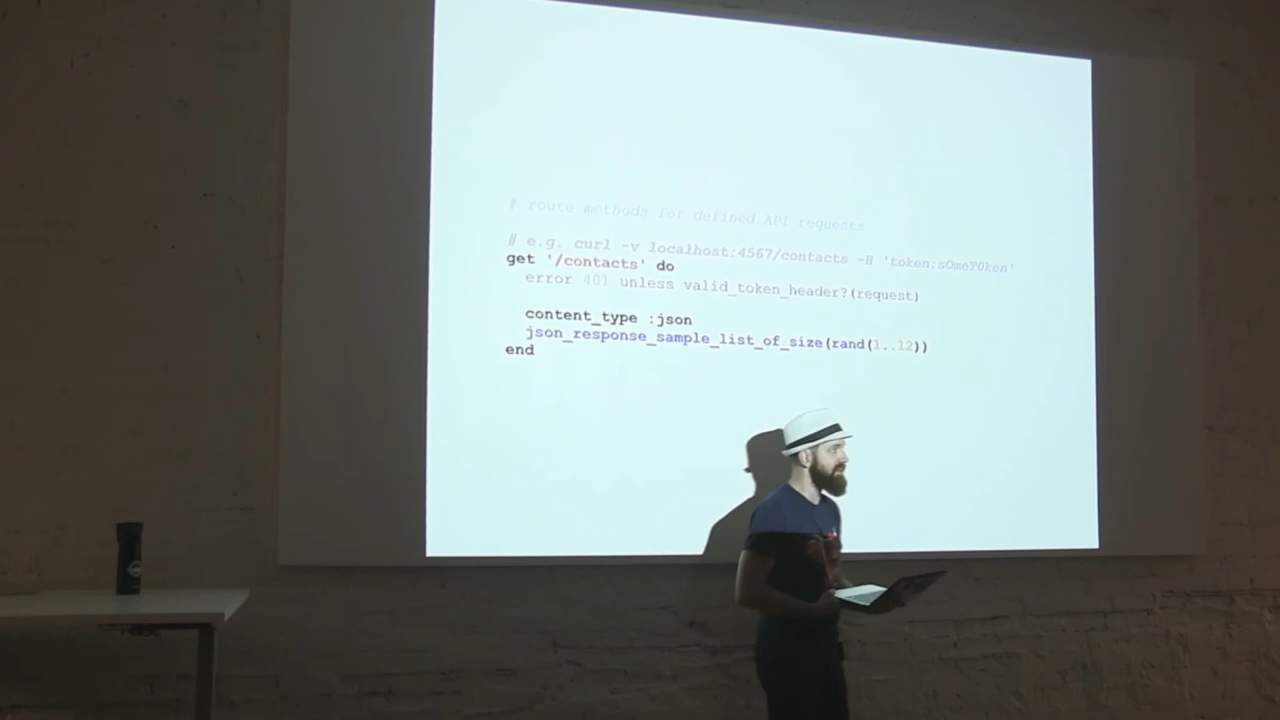 # route methods for defined API requests
# e.g. curl -v localhost:4567/contacts -H 'token:sOmeT0ken'
get '/contacts' do
error 401 unless valid_token_header?(request)
content_type :json
json_response_sample_list_of_size(rand(1..12))
end